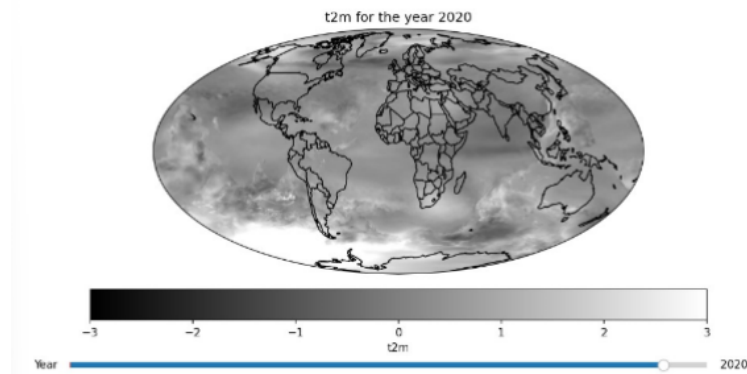 t2m for the year 2020
−3 −2 −1 0 1 2 3
t2m
Year 2020